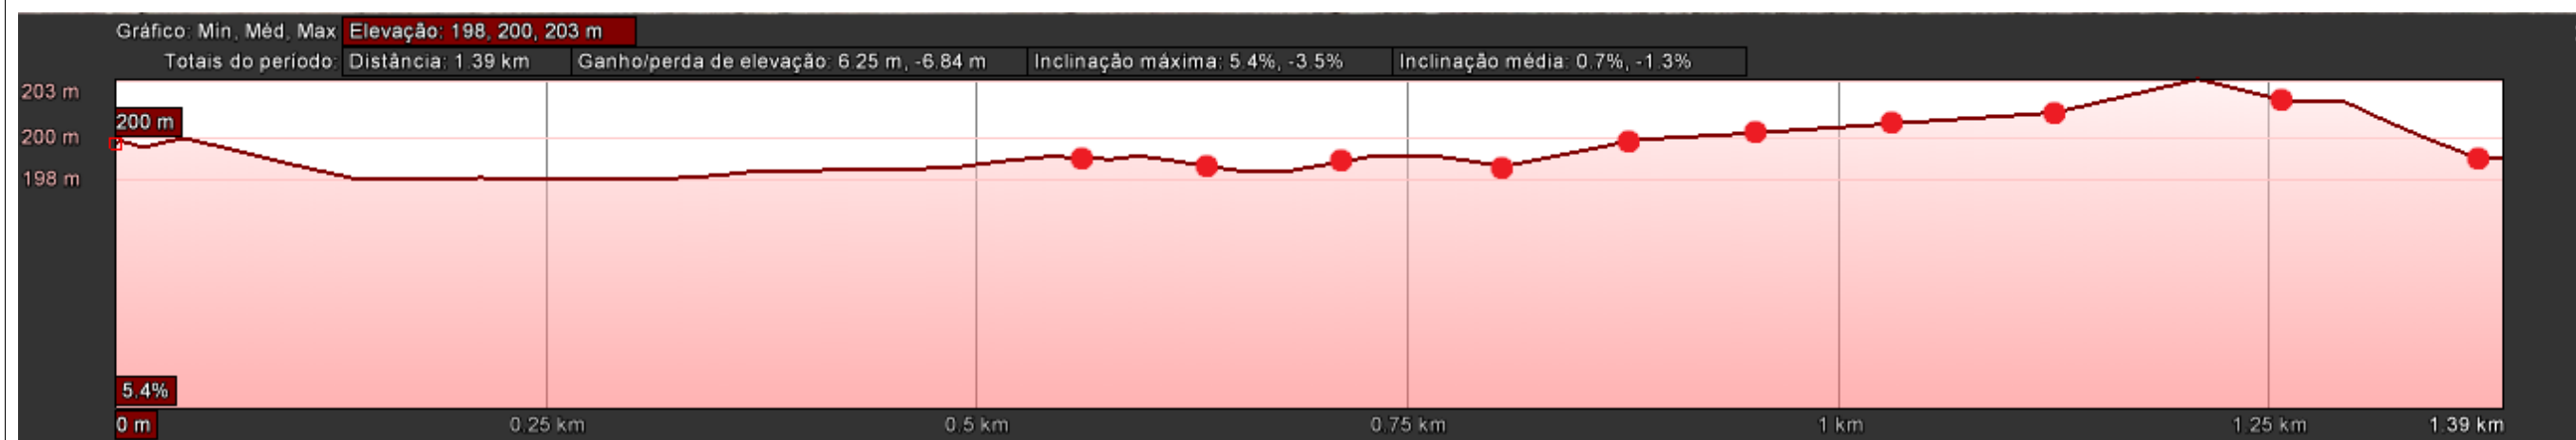 Gráfico: Min, Méd, Max Elevação: 198, 200, 203 m
Totais do período: Distância: 1.39 km Ganho/perda de elevação: 6.25 m, -6.84 m Inclinação máxima: 5.4%, -3.5% Inclinação média: 0.7%, -1.3%
203 m
200 m
200 m
198 m
5.4%
0 m 0.25 km 0.5 km 0.75 km 1 km 1.25 km 1.39 km